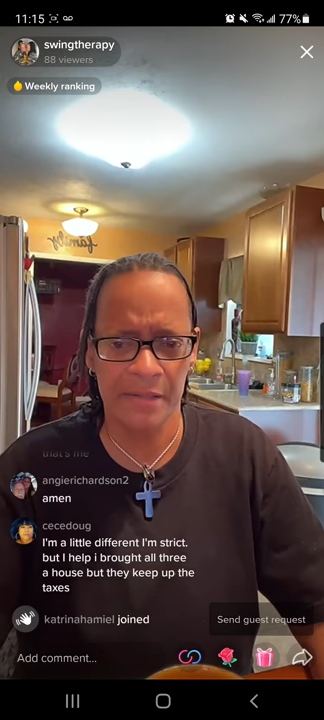 11:15
77%
swingtherapy
88 viewers
Weekly ranking
family
that's me
angierichardson2
amen
cecedoug
I'm a little different I'm strict.
but I help i brought all three
a house but they keep up the
taxes
katrinahamiel joined
Send guest request
Add comment...